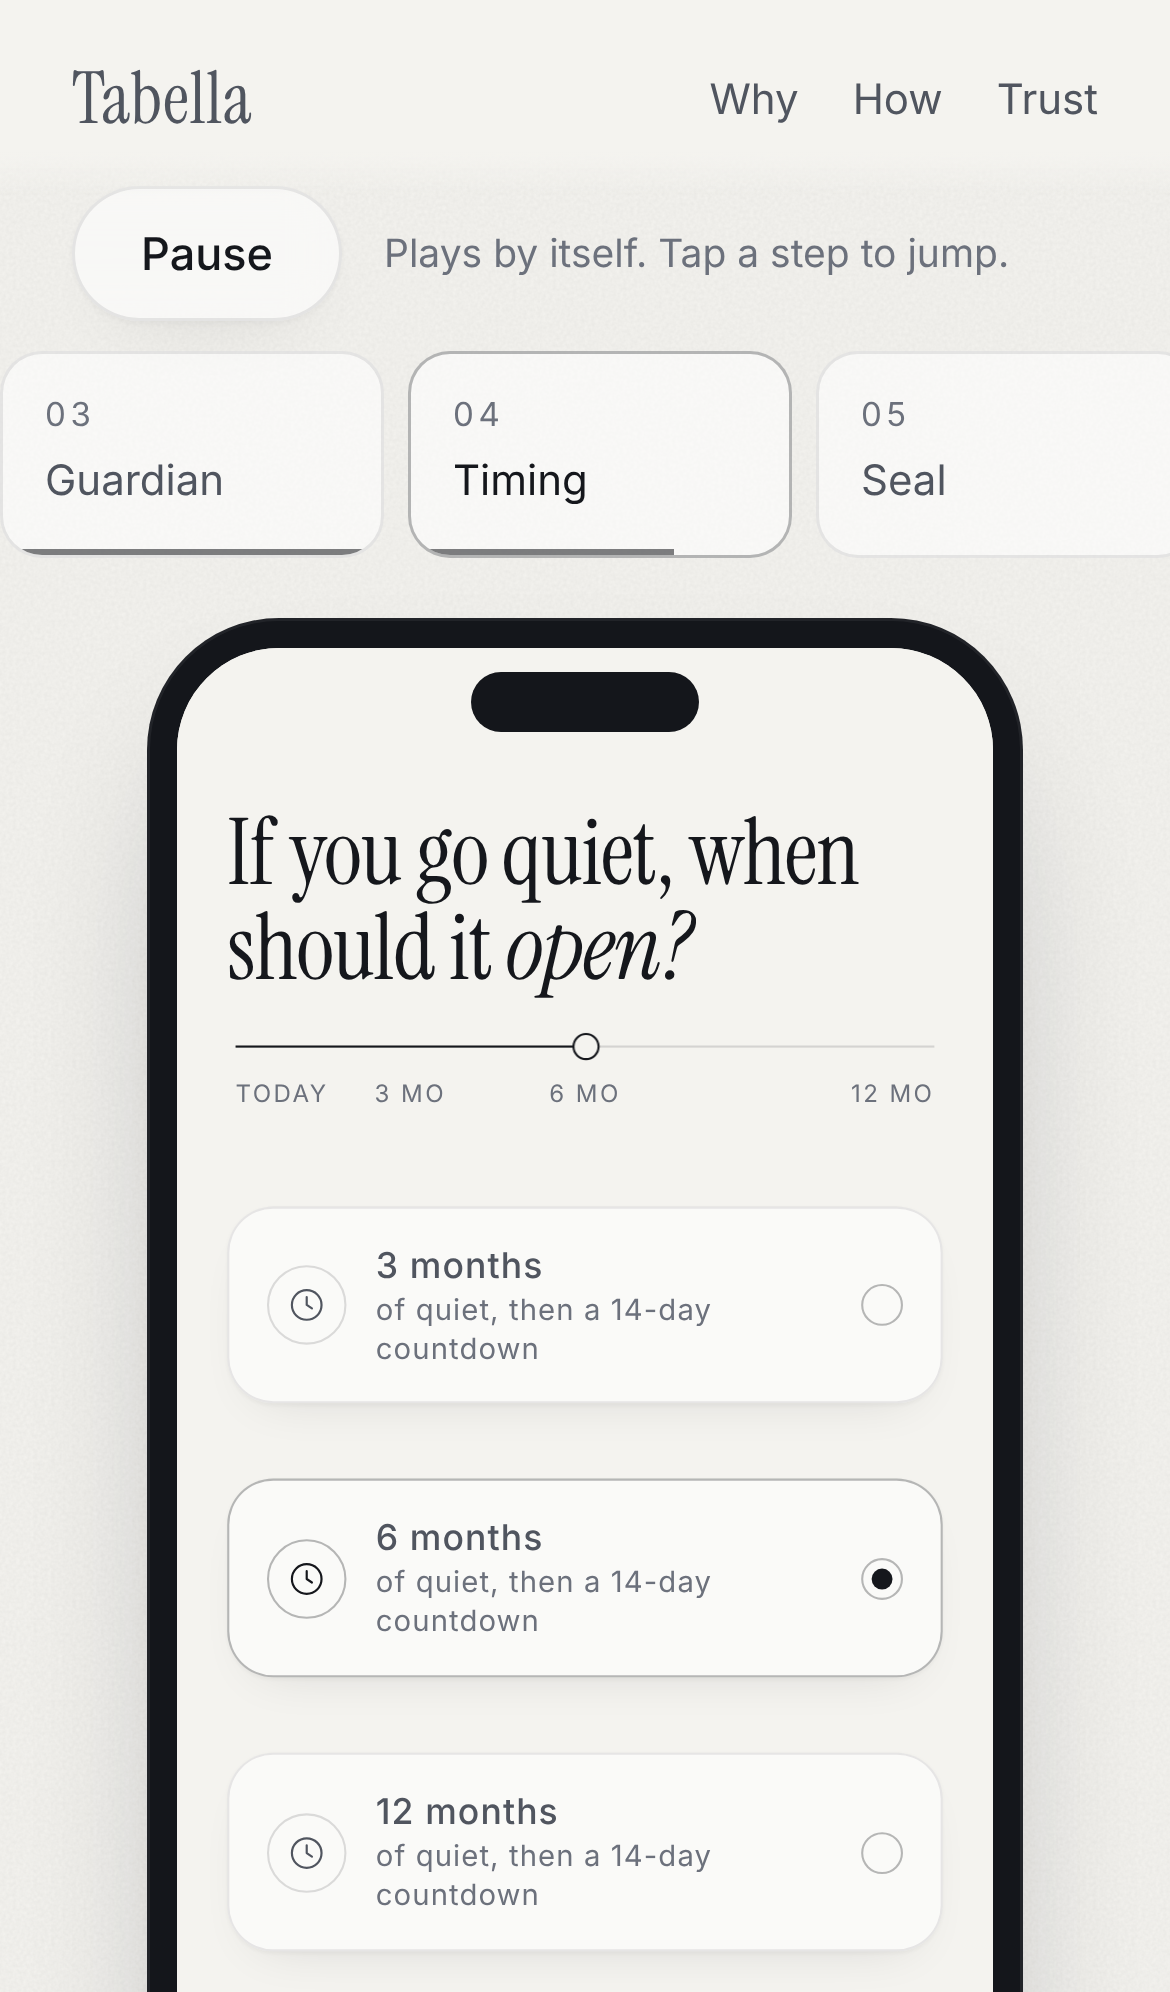 Tabella
Why How Trust
Pause
Plays by itself. Tap a step to jump.
03
Guardian
04
Timing
05
Seal
If you go quiet, when
should it open?
TODAY 3 MO 6 MO 12 MO
3 months
of quiet, then a 14-day
countdown
6 months
of quiet, then a 14-day
countdown
12 months
of quiet, then a 14-day
countdown